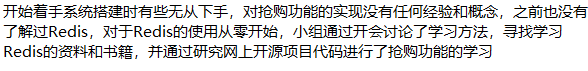 开始着手系统搭建时有些无从下手，对抢购功能的实现没有任何经验和概念，之前也没有
了解过Redis，对于Redis的使用从零开始，小组通过开会讨论了学习方法，寻找学习
Redis的资料和书籍，并通过研究网上开源项目代码进行了抢购功能的学习